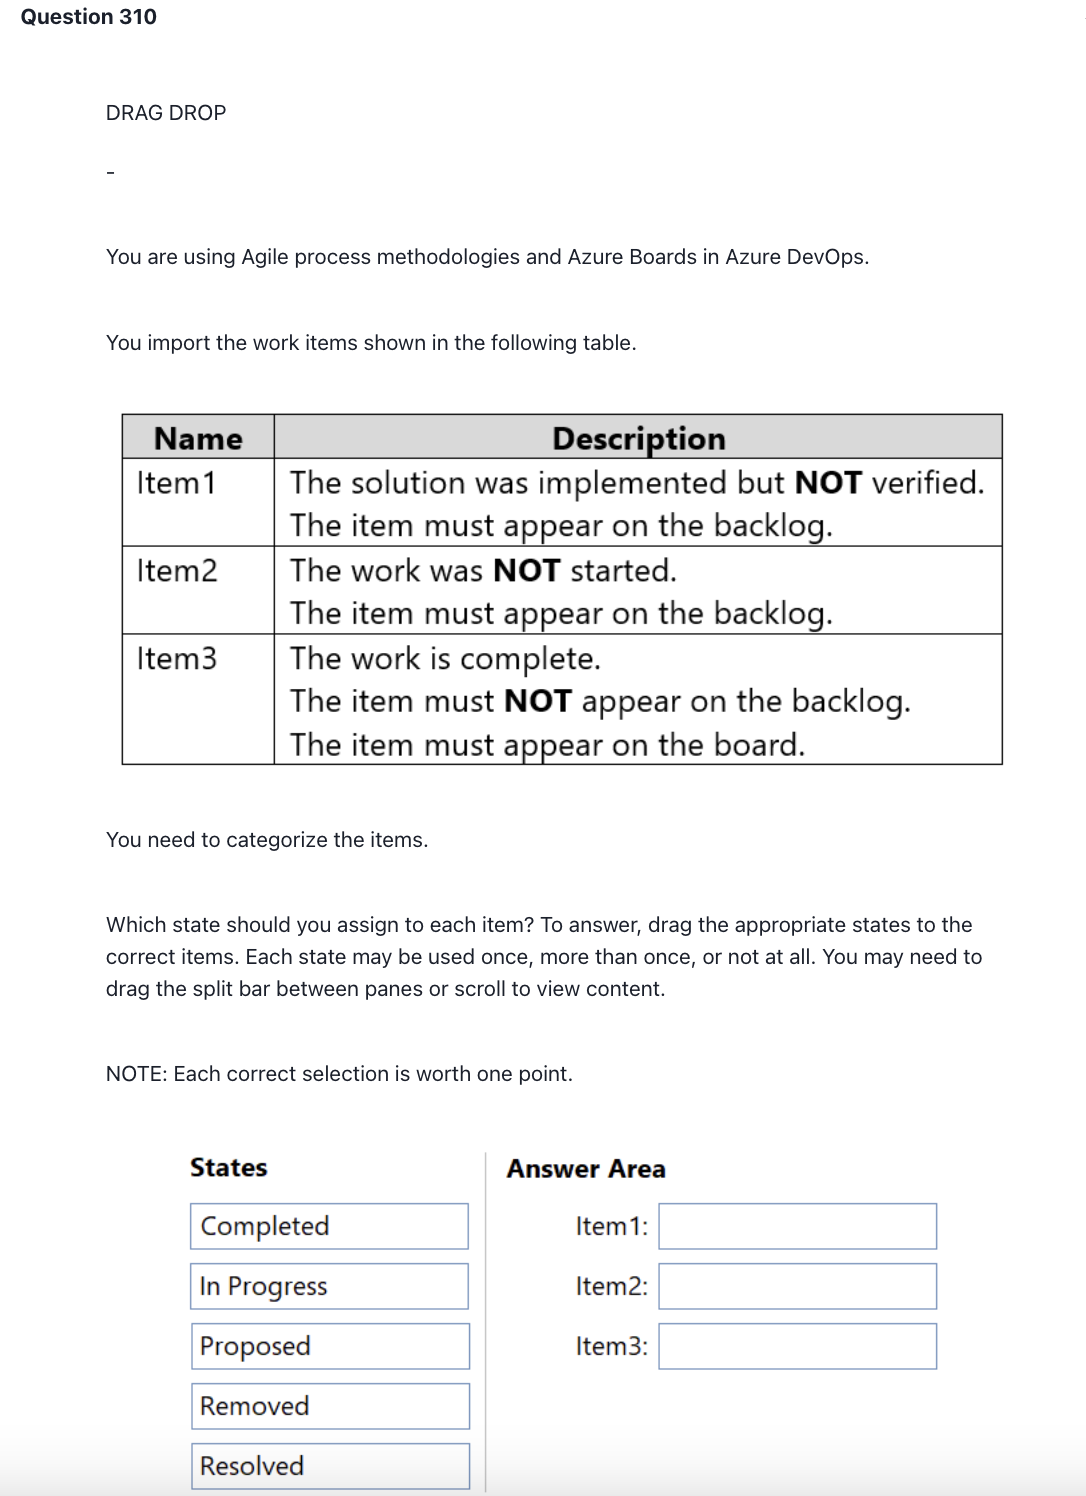 Question 310
DRAG DROP
-
You are using Agile process methodologies and Azure Boards in Azure DevOps.
You import the work items shown in the following table.
Name Description
Item1 The solution was implemented but NOT verified.
The item must appear on the backlog.
Item2 The work was NOT started.
The item must appear on the backlog.
Item3 The work is complete.
The item must NOT appear on the backlog.
The item must appear on the board.
You need to categorize the items.
Which state should you assign to each item? To answer, drag the appropriate states to the
correct items. Each state may be used once, more than once, or not at all. You may need to
drag the split bar between panes or scroll to view content.
NOTE: Each correct selection is worth one point.
States Answer Area
Completed Item1:
In Progress Item2:
Proposed Item3:
Removed
Resolved